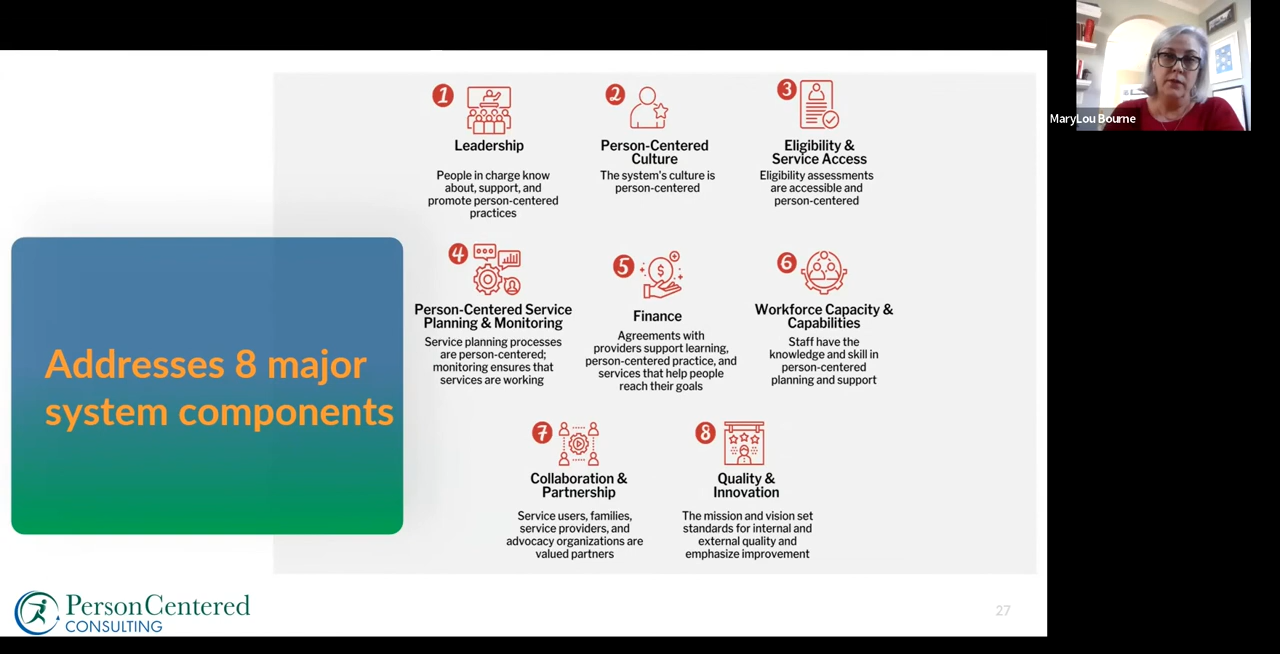 MaryLou Bourne
Addresses 8 major
system components
1
Leadership
People in charge know
about, support, and
promote person-centered
practices
2
Person-Centered
Culture
The system's culture is
person-centered
3
Eligibility &
Service Access
Eligibility assessments
are accessible and
person-centered
4
Person-Centered Service
Planning & Monitoring
Service planning processes
are person-centered;
monitoring ensures that
services are working
5
$
Finance
Agreements with
providers support learning,
person-centered practice, and
services that help people
reach their goals
6
Workforce Capacity &
Capabilities
Staff have the
knowledge and skill in
person-centered
planning and support
7
Collaboration &
Partnership
Service users, families,
service providers, and
advocacy organizations are
valued partners
8
Quality &
Innovation
The mission and vision set
standards for internal and
external quality and
emphasize improvement
PersonCentered
CONSULTING
27